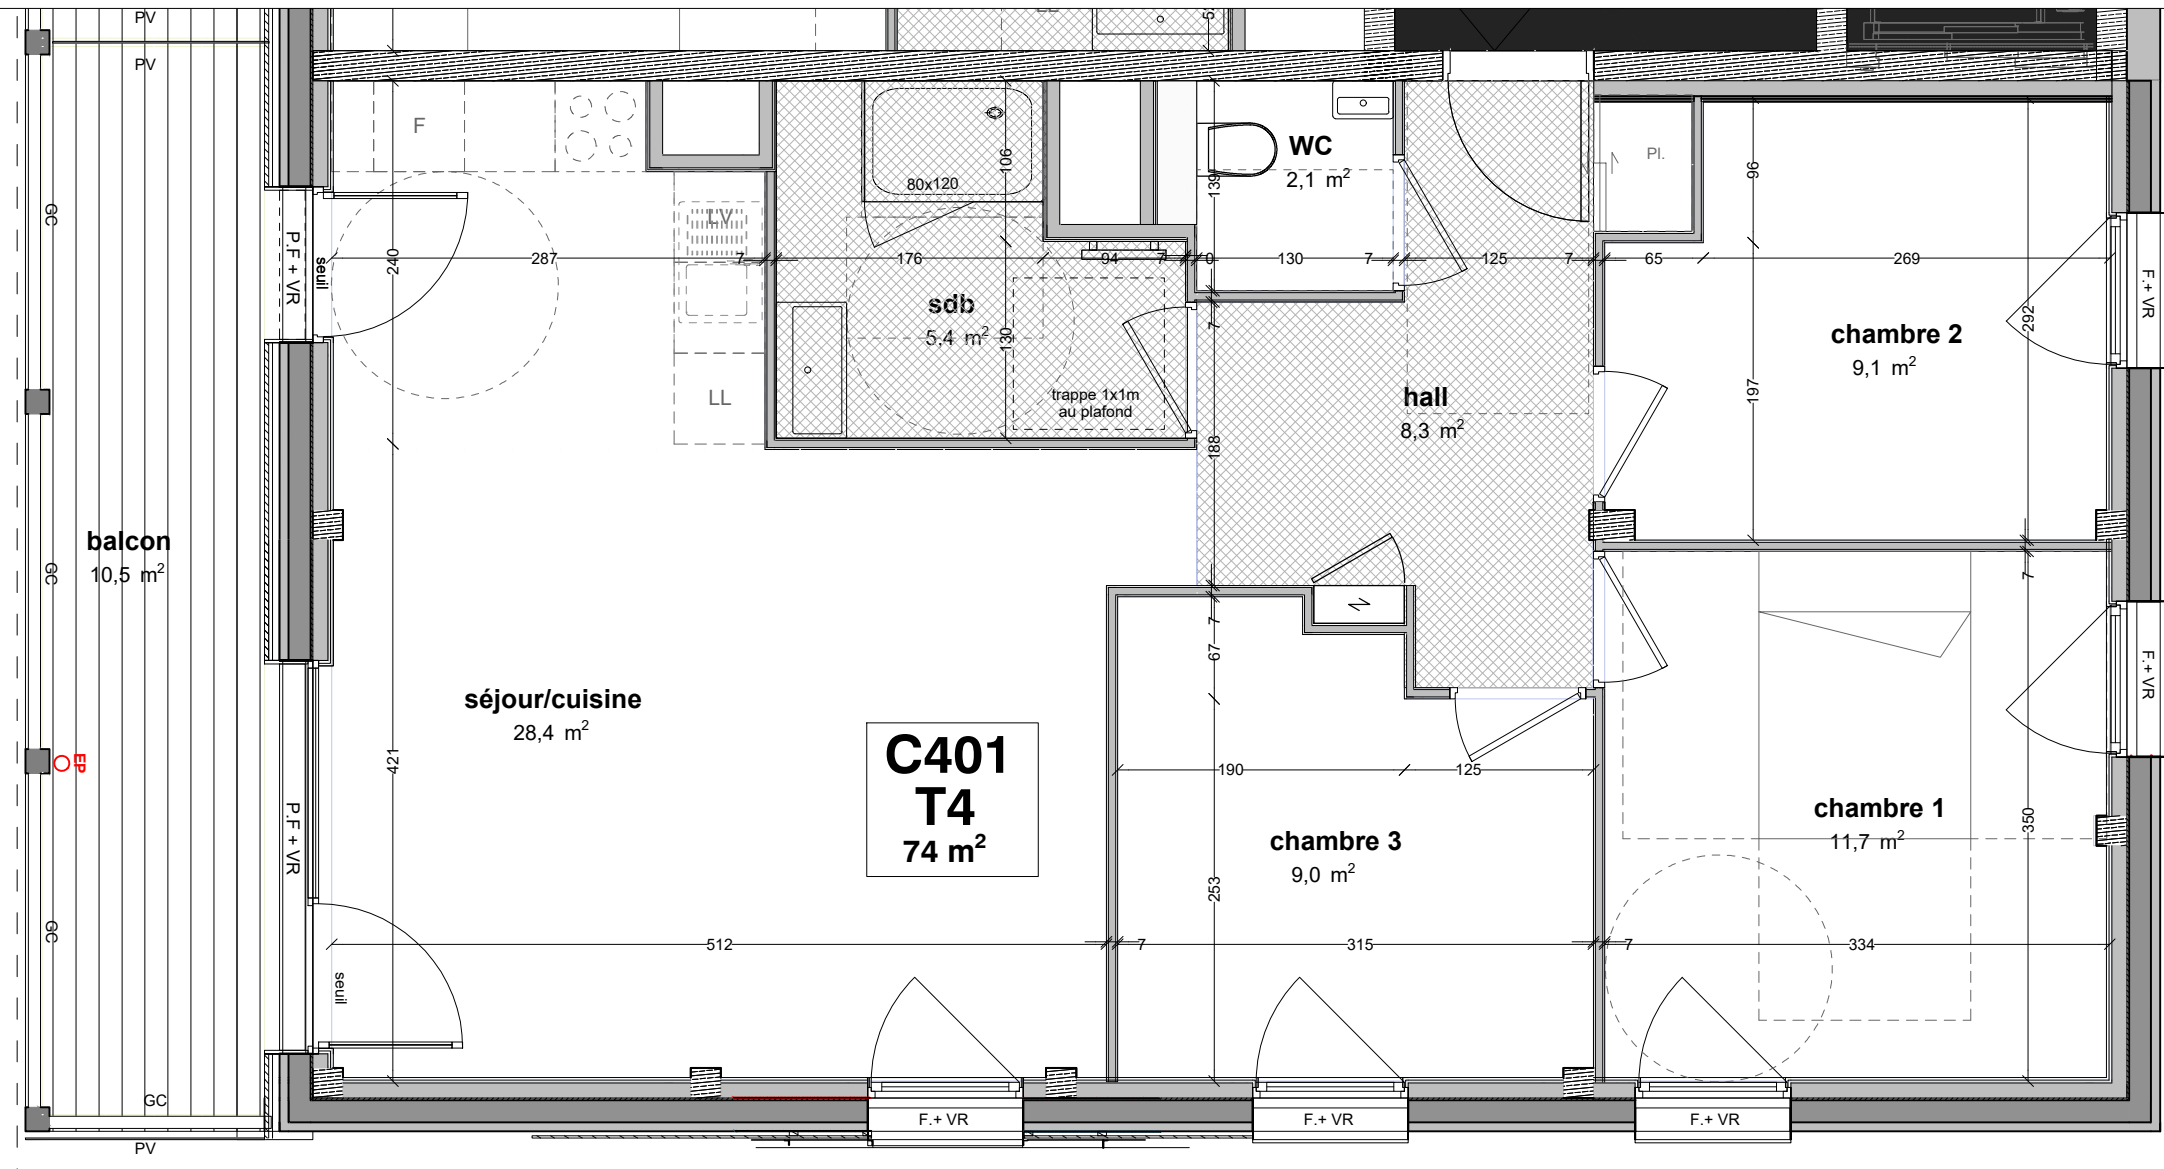 PV
PV
GC
P.F + VR
seuil
F
LV
LL
240
287
7
80x120
106
176
94
7
0
sdb
5,4 m²
130
trappe 1x1m
au plafond
WC
2,1 m²
139
130
7
125
7
Pl.
65
96
269
292
F.+ VR
chambre 2
9,1 m²
197
hall
8,3 m²
7
188
balcon
10,5 m²
GC
EP
GC
GC
PV
séjour/cuisine
28,4 m²
421
P.F + VR
seuil
512
C401
T4
74 m²
7
67
N
190
125
chambre 3
9,0 m²
253
7
315
7
chambre 1
11,7 m²
7
350
334
F.+ VR
F.+ VR
F.+ VR
F.+ VR